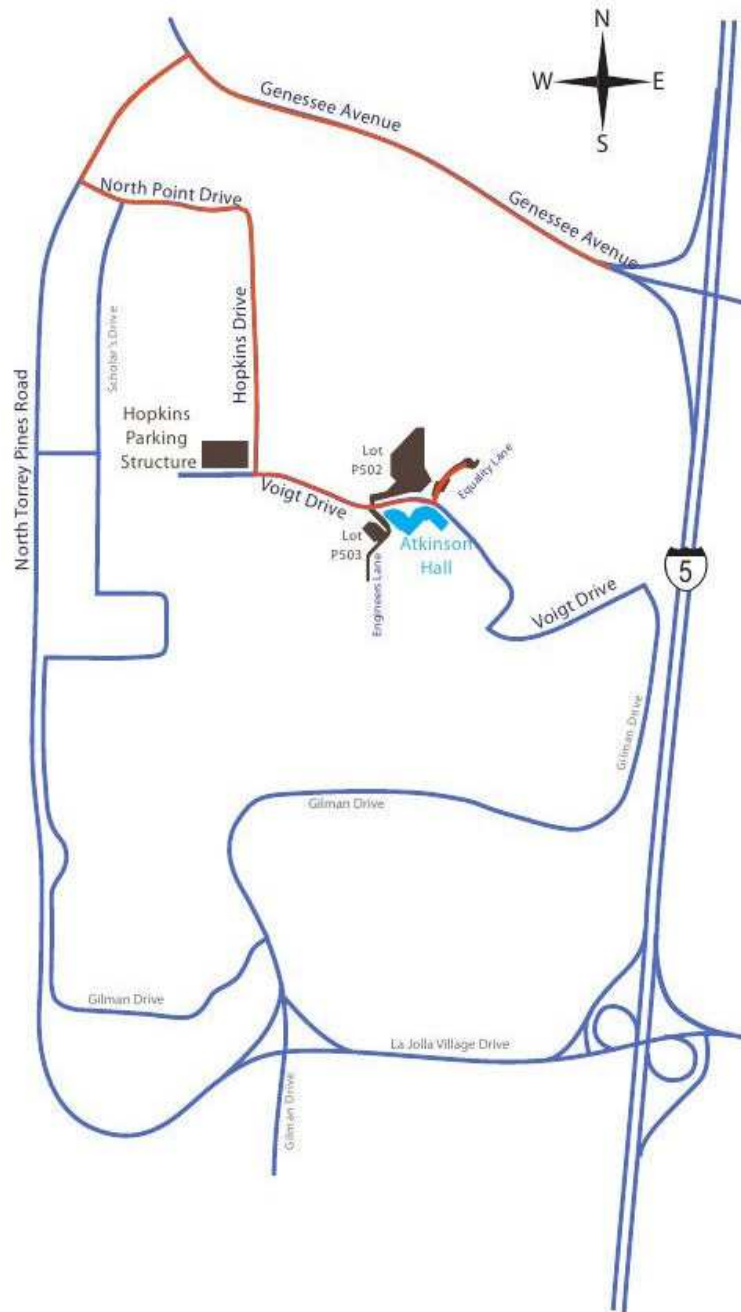 N
W
E
S
Genessee Avenue
Genessee Avenue
North Point Drive
Scholar's Drive
Hopkins Drive
North Torrey Pines Road
Hopkins
Parking
Structure
Lot
P502
Equality Lane
Voigt Drive
Lot
P503
Atkinson
Hall
Engineers Lane
5
Voigt Drive
Gilman Drive
Gilman Drive
Gilman Drive
La Jolla Village Drive
Gilman Drive